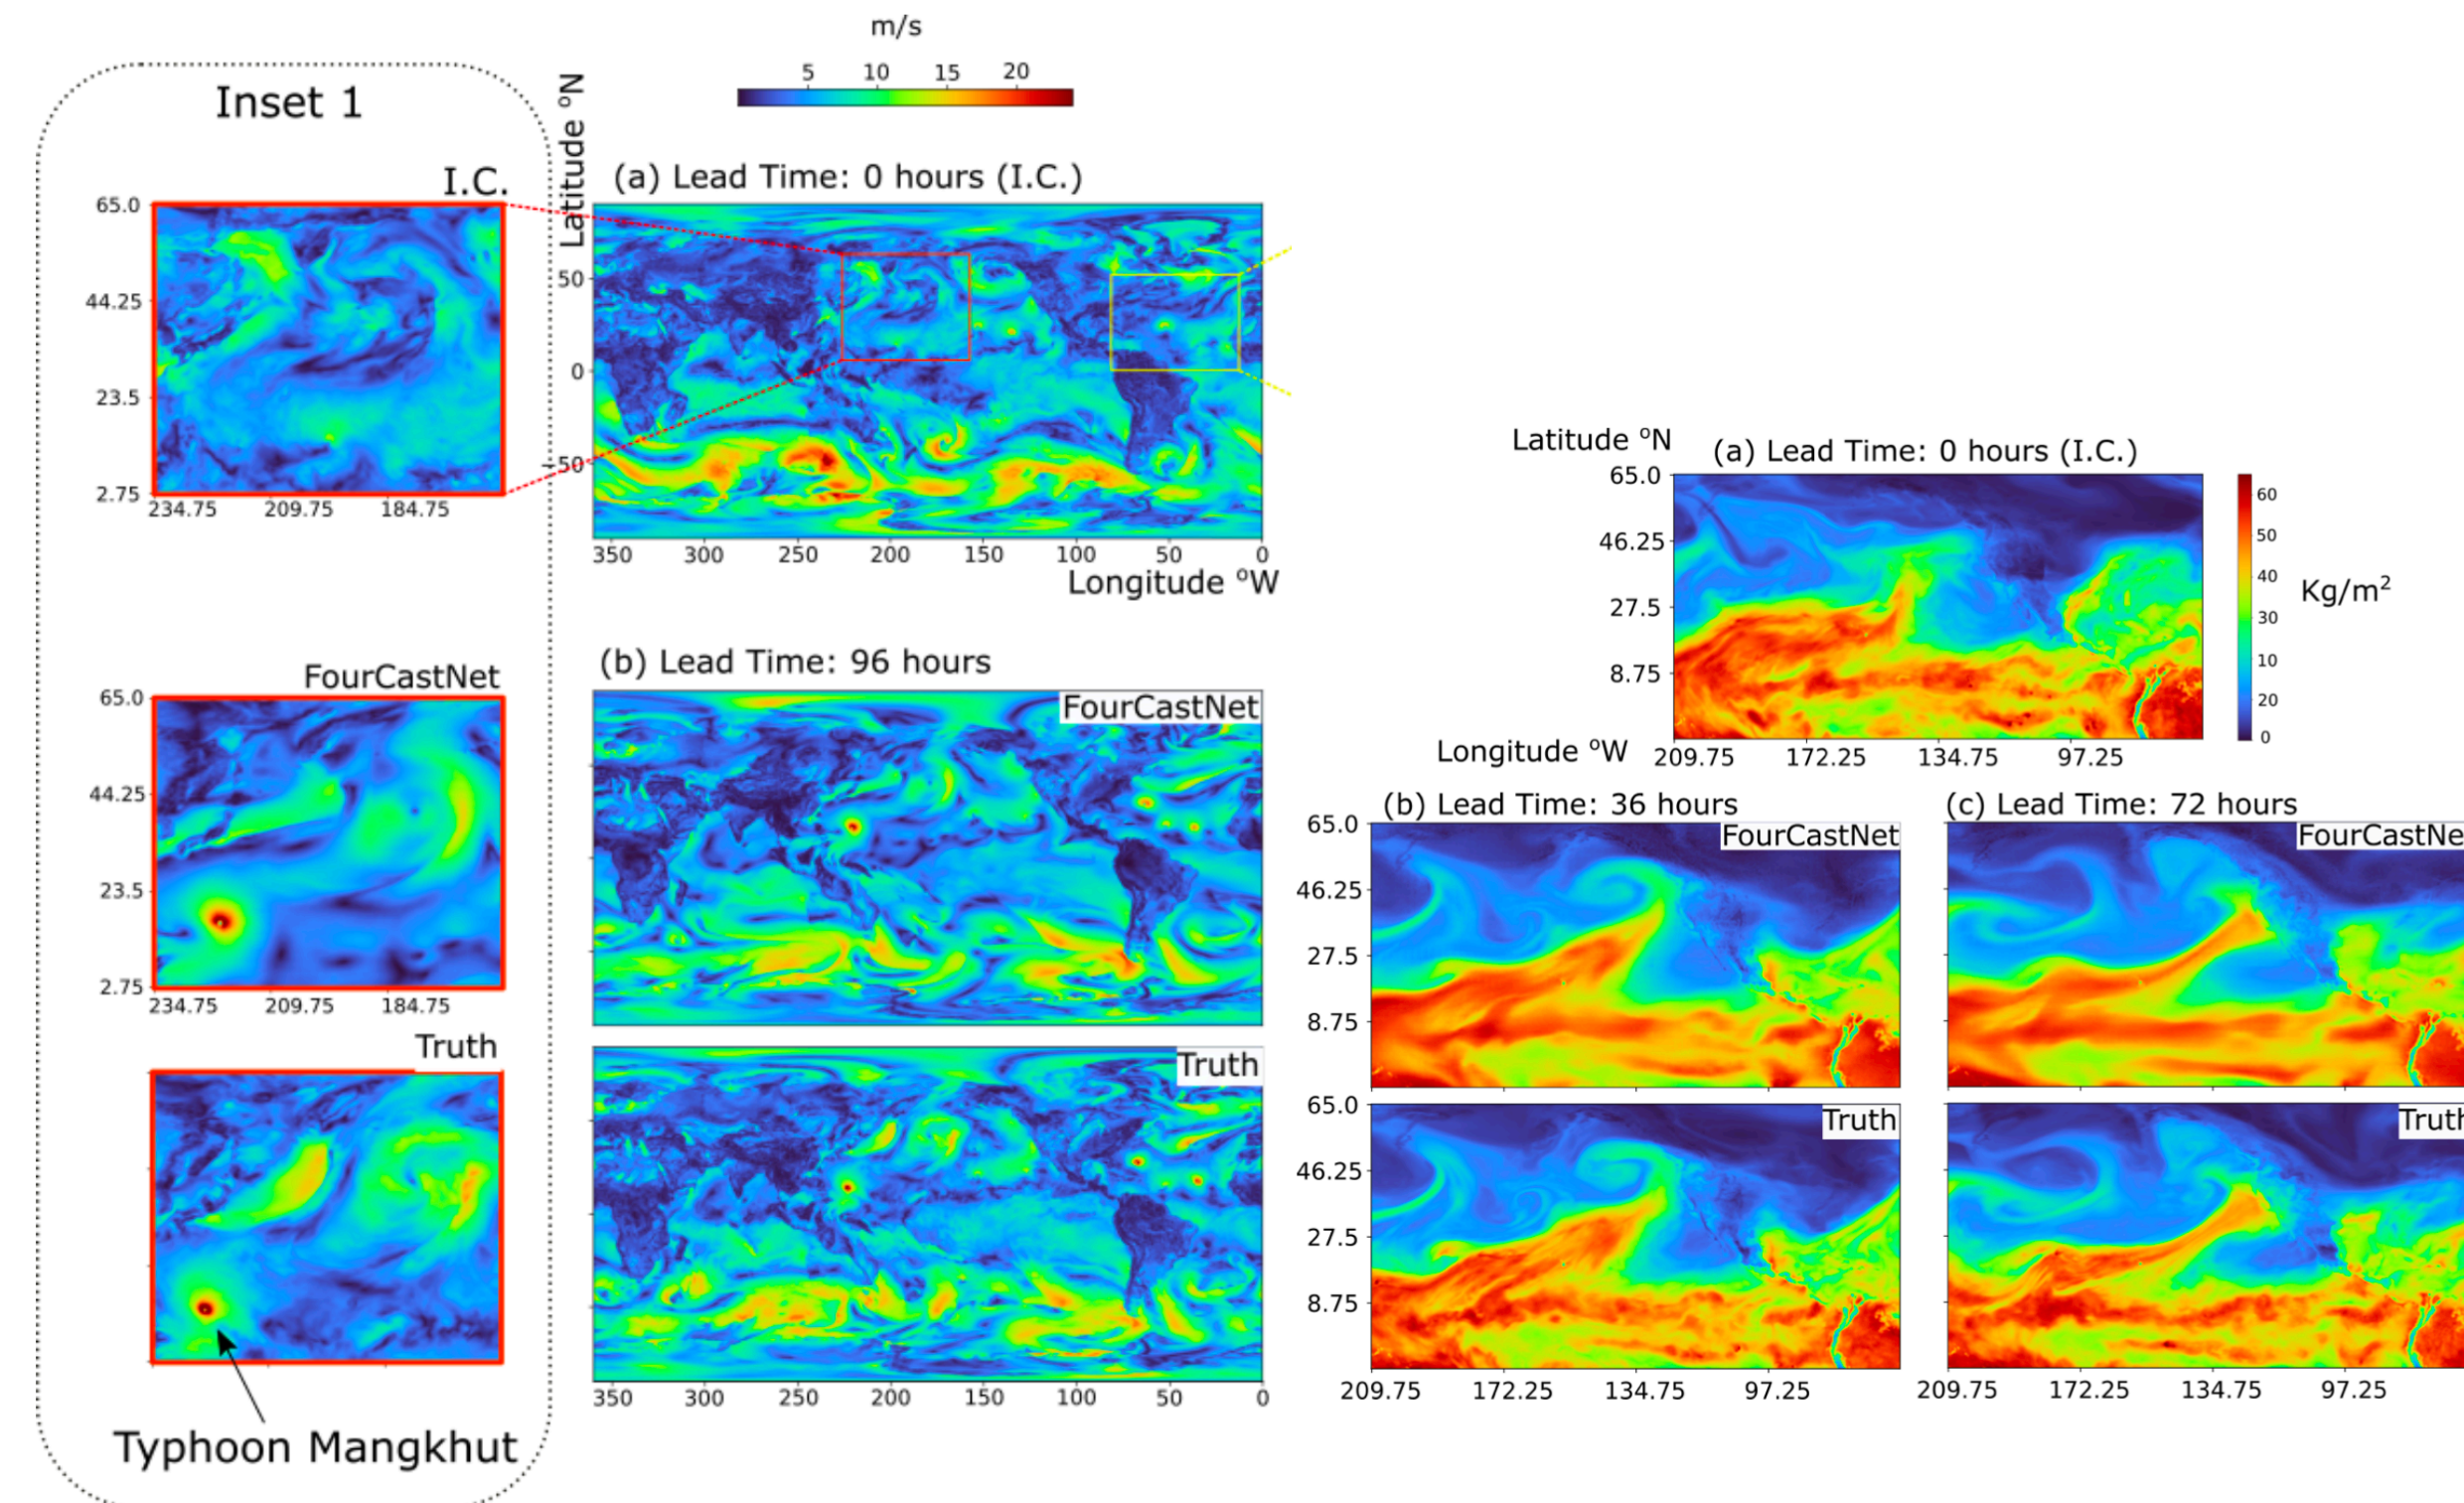 m/s
5 10 15 20
Inset 1
Latitude ºN
I.C.
(a) Lead Time: 0 hours (I.C.)
65.0
44.25
23.5
2.75
234.75 209.75 184.75
50
0
−50
350 300 250 200 150 100 50 0
Longitude ºW
FourCastNet
65.0
44.25
23.5
2.75
234.75 209.75 184.75
Truth
Typhoon Mangkhut
(b) Lead Time: 96 hours
FourCastNet
Truth
350 300 250 200 150 100 50 0
Latitude ºN
(a) Lead Time: 0 hours (I.C.)
65.0
46.25
27.5
8.75
Longitude ºW
209.75 172.25 134.75 97.25
60
50
40
30
10
20
0
Kg/m²
(b) Lead Time: 36 hours
FourCastNet
65.0
46.25
27.5
8.75
Truth
65.0
46.25
27.5
8.75
209.75 172.25 134.75 97.25
(c) Lead Time: 72 hours
FourCastNe
Truth
209.75 172.25 134.75 97.25